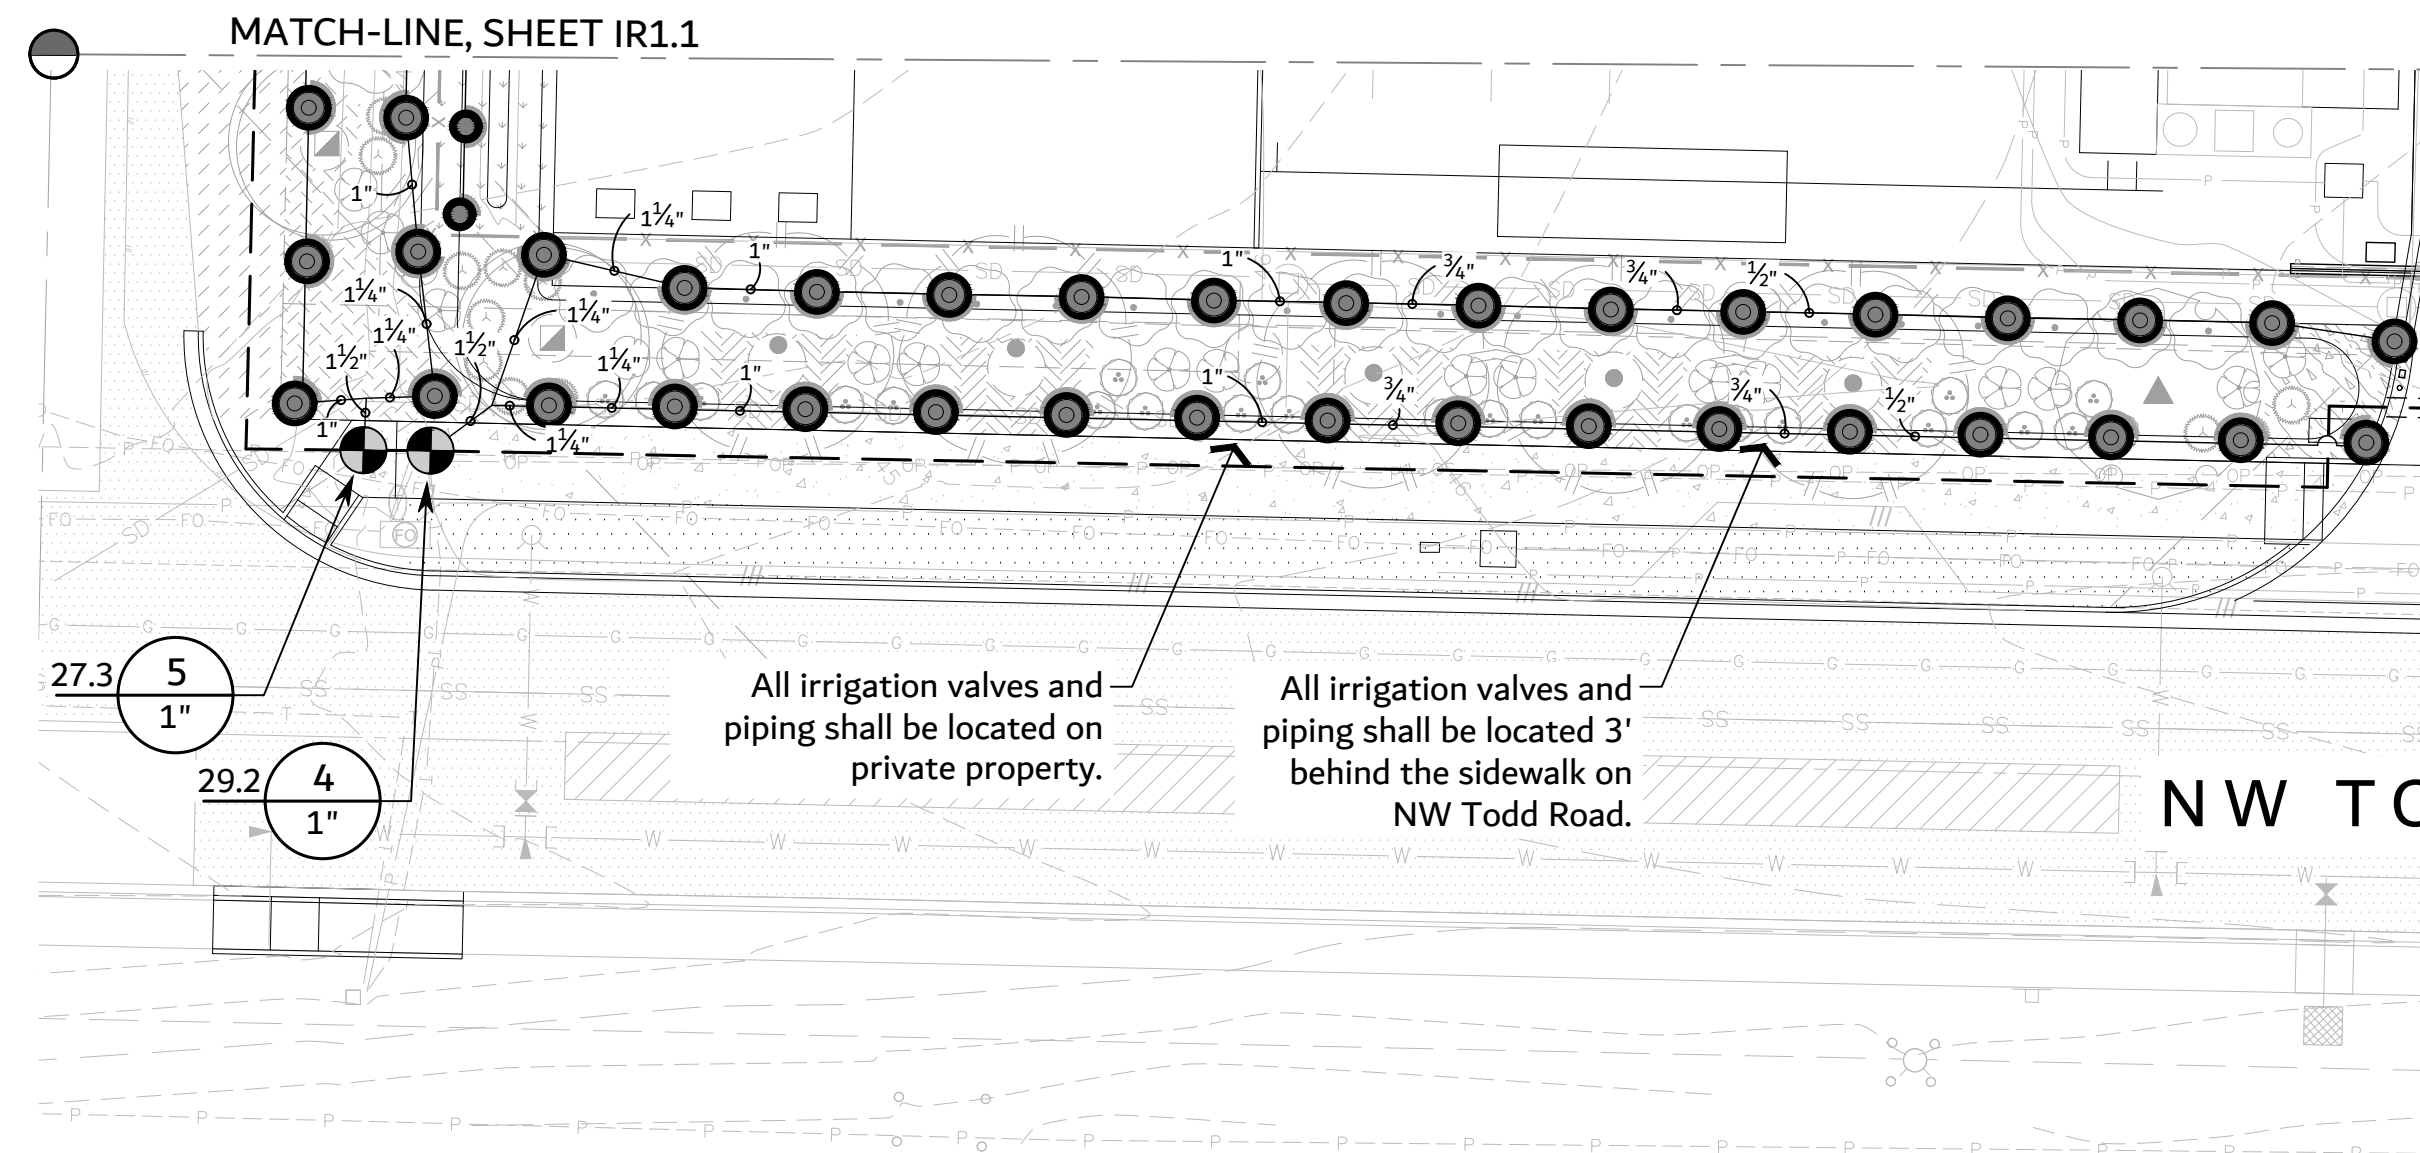 MATCH-LINE, SHEET IR1.1
1"
1¼"
1"
1"
¾"
¾"
½"
1¼"
1¼"
1¼"
1½"
1½"
1¼"
1"
1"
¾"
¾"
½"
1"
1¼"
27.3
5
1"
29.2
4
1"
All irrigation valves and
piping shall be located on
private property.
All irrigation valves and
piping shall be located 3'
behind the sidewalk on
NW Todd Road.
NW TO